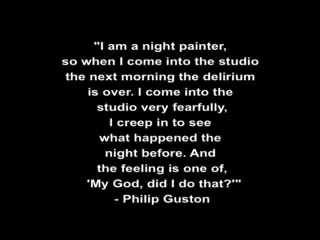 "I am a night painter,
so when I come into the studio
the next morning the delirium
is over. I come into the
studio very fearfully,
I creep in to see
what happened the
night before. And
the feeling is one of,
'My God, did I do that?'"
- Philip Guston